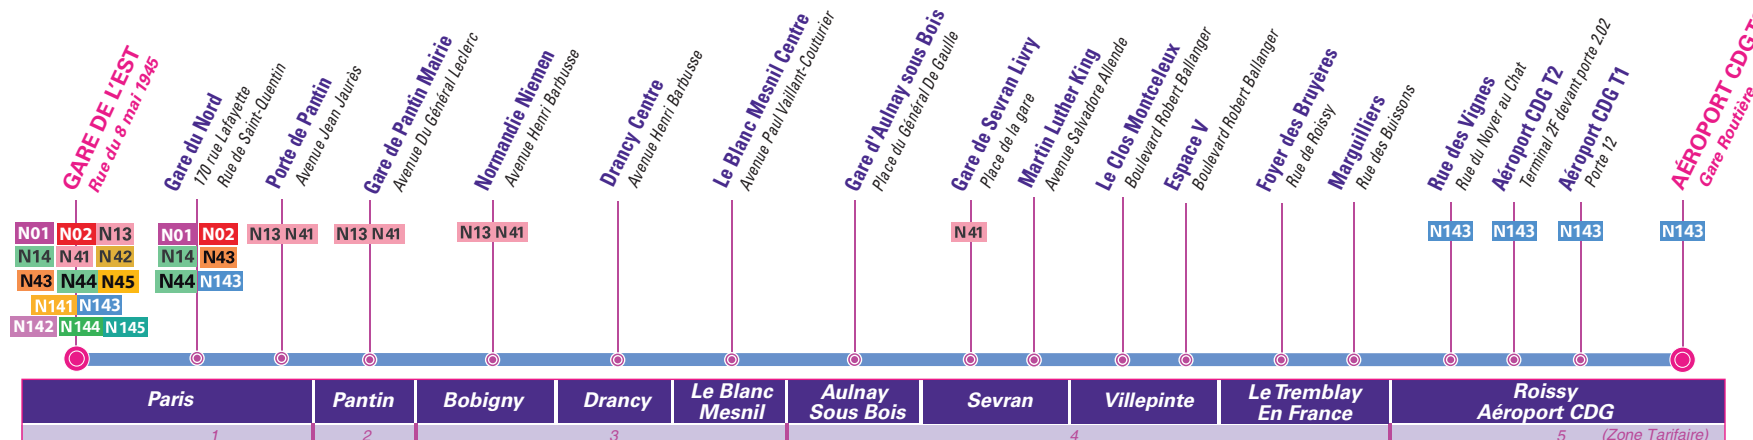 GARE DE L'EST
Rue du 8 mai 1945
Gare du Nord
170 rue Lafayette
Rue de Saint-Quentin
Porte de Pantin
Avenue Jean Jaurès
Gare de Pantin Mairie
Avenue Du Général Leclerc
Normandie Niemen
Avenue Henri Barbusse
Drancy Centre
Avenue Henri Barbusse
Le Blanc Mesnil Centre
Avenue Paul Vaillant-Couturier
Gare d'Aulnay sous Bois
Place du Général De Gaulle
Gare de Sevran Livry
Place de la gare
Martin Luther King
Avenue Salvadore Allende
Le Clos Montceleux
Boulevard Robert Ballanger
Espace V
Boulevard Robert Ballanger
Foyer des Bruyères
Rue de Roissy
Marguilliers
Rue des Buissons
Rue des Vignes
Rue du Noyer au Chat
Aéroport CDG T2
Terminal 2F devant porte 2.02
Aéroport CDG T1
Porte 12
AÉROPORT CDG
Gare Routière
N01 N02 N13
N14 N41 N42
N43 N44 N45
N141 N143
N142 N144 N145
N01 N02
N14 N43
N44 N143
N13 N41
N13 N41
N13 N41
N41
N143
N143
N143
N143
Paris
Pantin
Bobigny
Drancy
Le Blanc
Mesnil
Aulnay
Sous Bois
Sevran
Villepinte
Le Tremblay
En France
Roissy
Aéroport CDG
1
2
3
4
5 (Zone Tarifaire)